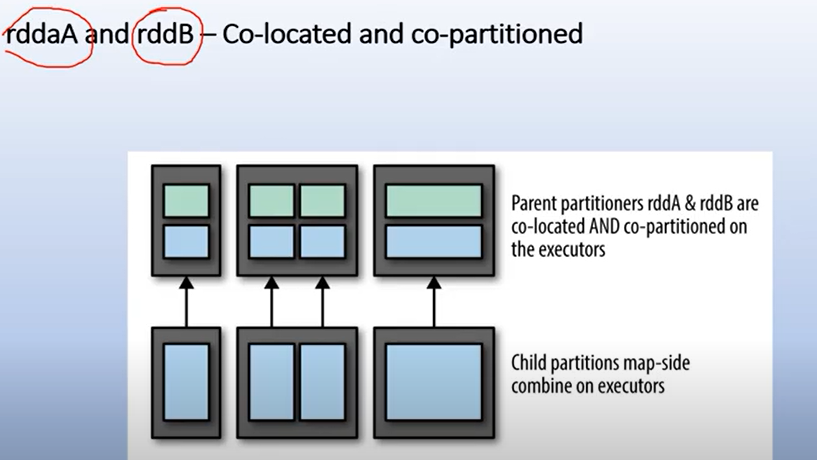 rddaA and rddB – Co-located and co-partitioned
Parent partitioners rddA & rddB are
co-located AND co-partitioned on
the executors
Child partitions map-side
combine on executors